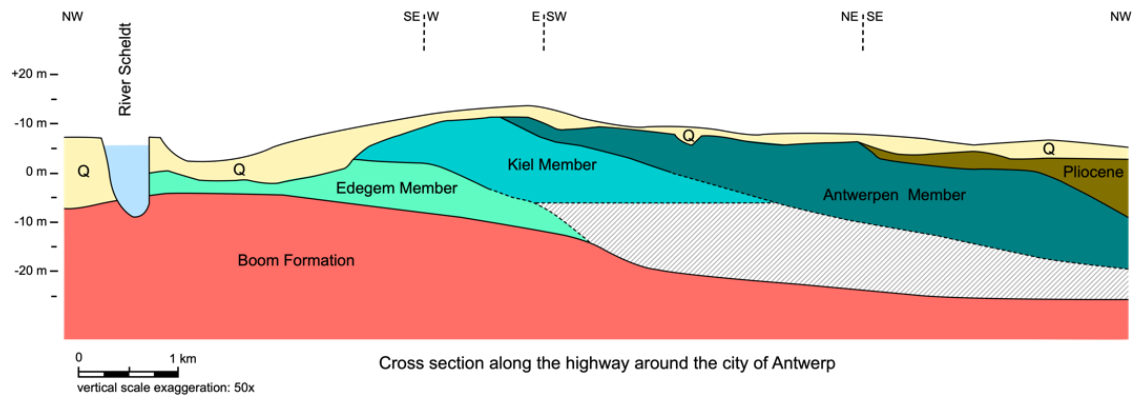 NW
SE W
E SW
NE SE
NW
River Scheldt
+20 m
-10 m
0 m
-10 m
-20 m
Q
Q
Q
Q
Kiel Member
Edegem Member
Antwerpen Member
Pliocene
Boom Formation
0 1 km
vertical scale exaggeration: 50x
Cross section along the highway around the city of Antwerp